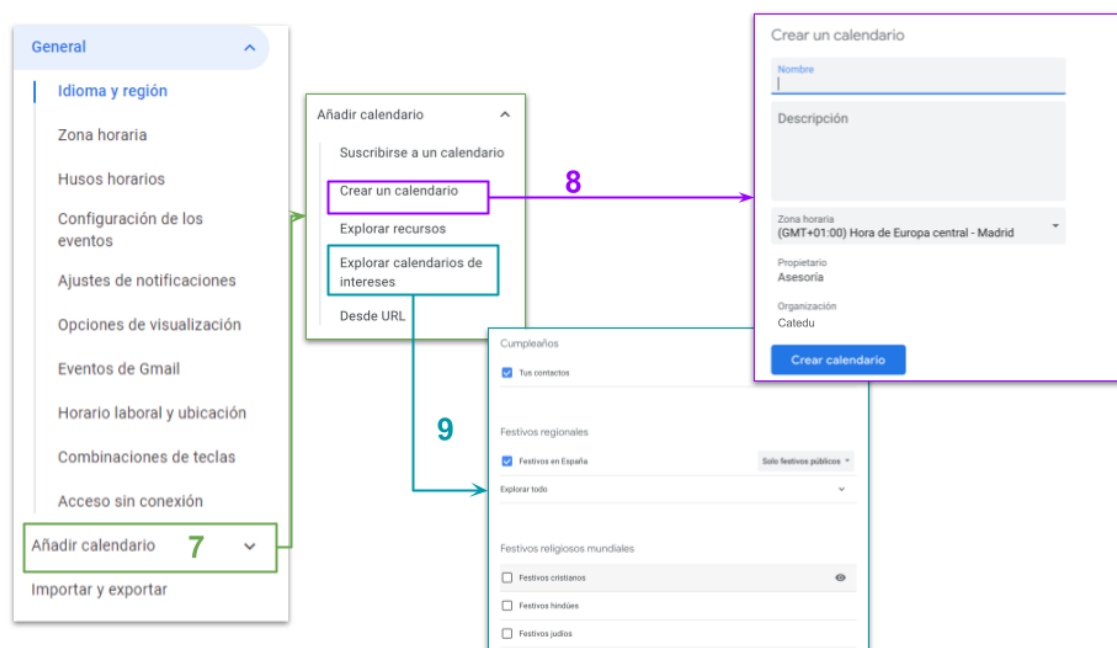 General
Idioma y región
Zona horaria
Husos horarios
Configuración de los
eventos
Ajustes de notificaciones
Opciones de visualización
Eventos de Gmail
Horario laboral y ubicación
Combinaciones de teclas
Acceso sin conexión
Añadir calendario
7
Importar y exportar
Añadir calendario
Suscribirse a un calendario
Crear un calendario
Explorar recursos
Explorar calendarios de
intereses
Desde URL
8
Crear un calendario
Nombre
Descripción
Zona horaria
(GMT+01:00) Hora de Europa central - Madrid
Propietario
Asesoría
Organización
Catedu
Crear calendario
9
Cumpleaños
Tus contactos
Festivos regionales
Festivos en España
Solo festivos públicos
Explorar todo
Festivos religiosos mundiales
Festivos cristianos
Festivos hindúes
Festivos judíos